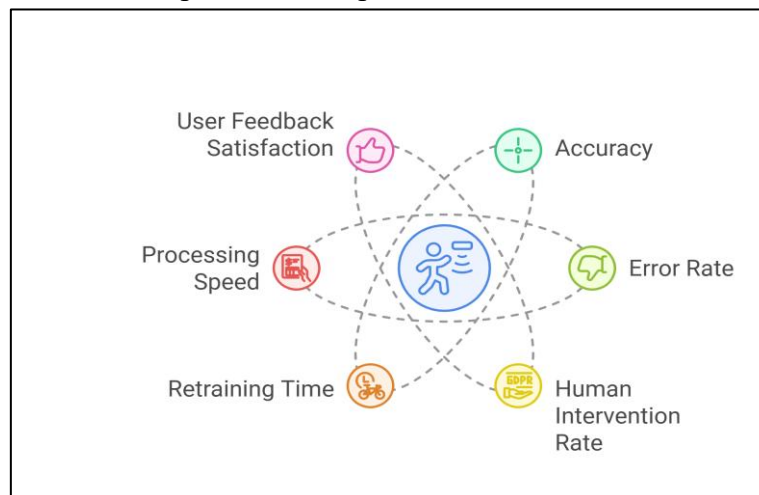 User Feedback
Satisfaction
Accuracy
Processing
Speed
Error Rate
Retraining Time
GDPR
Human
Intervention
Rate